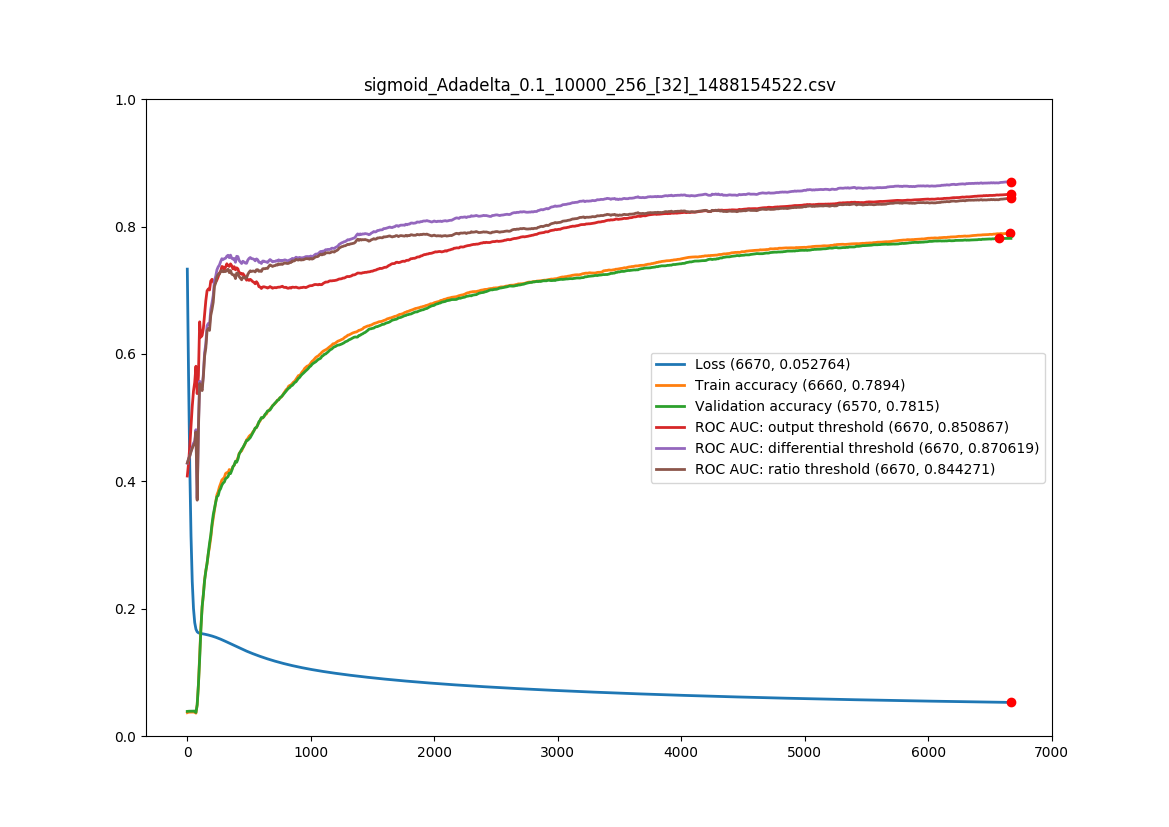 sigmoid_Adadelta_0.1_10000_256_[32]_1488154522.csv
1.0
0.8
0.6
0.4
0.2
0.0
Loss (6670, 0.052764)
Train accuracy (6660, 0.7894)
Validation accuracy (6570, 0.7815)
ROC AUC: output threshold (6670, 0.850867)
ROC AUC: differential threshold (6670, 0.870619)
ROC AUC: ratio threshold (6670, 0.844271)
0 1000 2000 3000 4000 5000 6000 7000